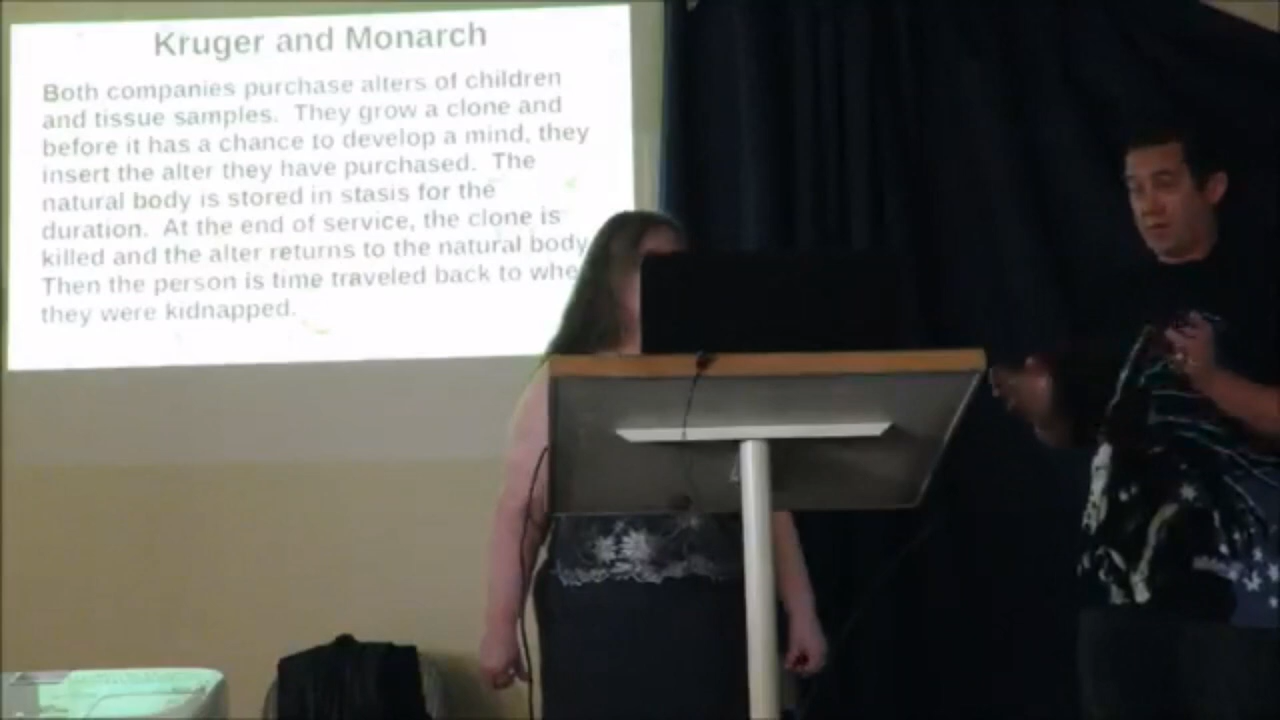 Kruger and Monarch
Both companies purchase alters of children
and tissue samples. They grow a clone and
before it has a chance to develop a mind, they
insert the alter they have purchased. The
natural body is stored in stasis for the
duration. At the end of service, the clone is
killed and the alter returns to the natural body
Then the person is time traveled back to whe
they were kidnapped.